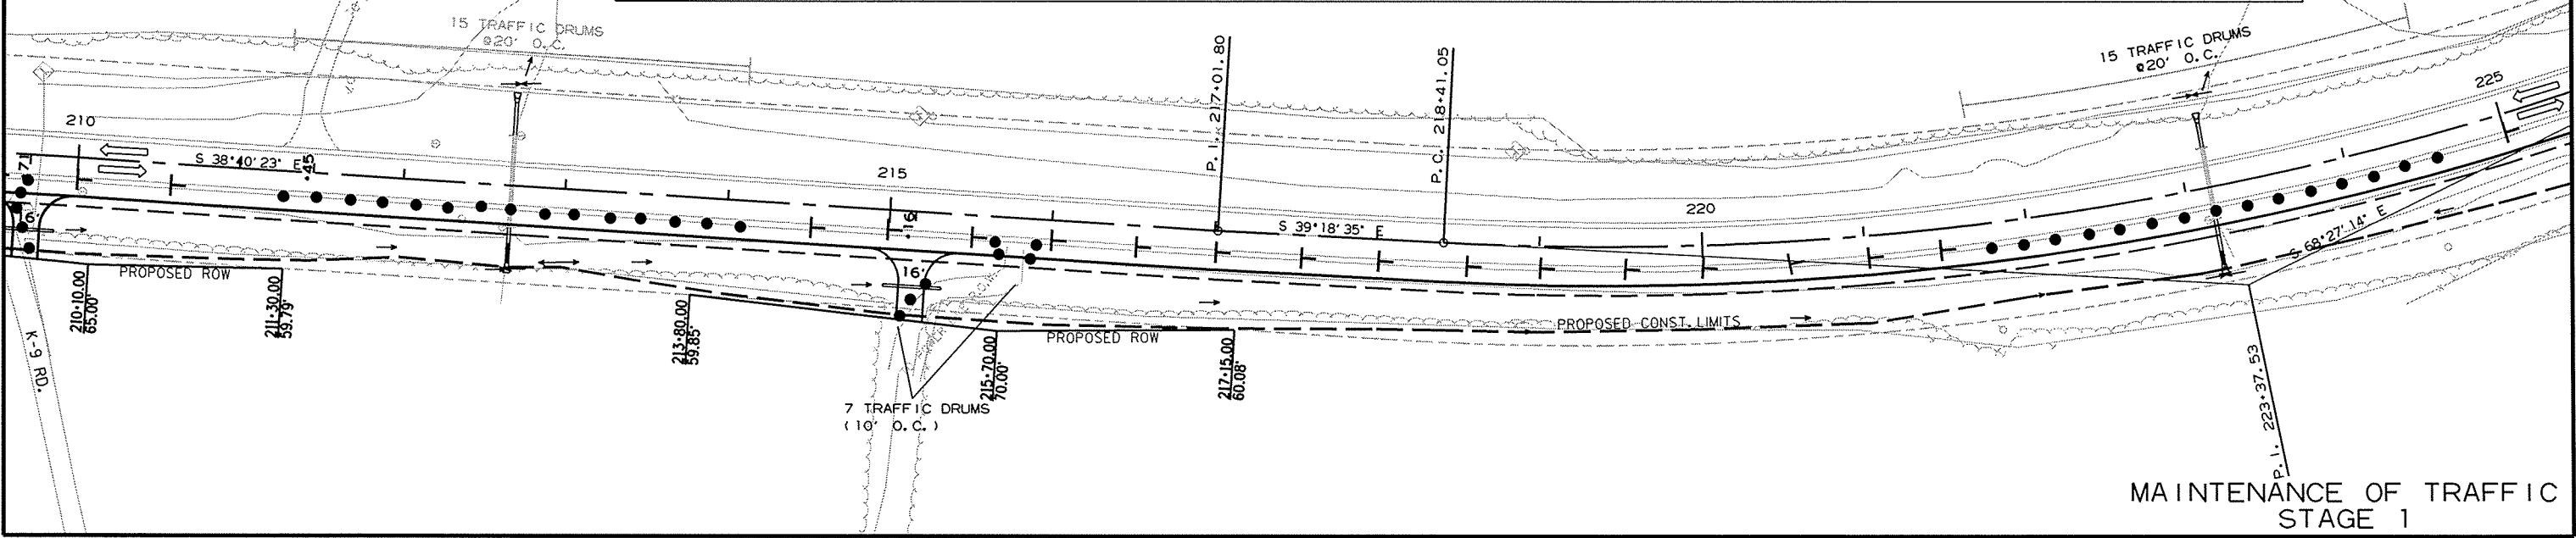 15 TRAFFIC DRUMS
@20' O.C.
15 TRAFFIC DRUMS
@20' O.C.
P.I. 217+01.80
P.C. 218+41.05
225
210
215
220
+71
S 38°40'23" E
+.45
+.16
S 39°18'35" E
S 68°27'14" E
16'
PROPOSED ROW
210+10.00
65.00'
211+30.00
59.79'
213+80.00
59.85'
215+70.00
70.00'
PROPOSED ROW
217+15.00
60.08'
PROPOSED CONST. LIMITS
K-9 RD.
7 TRAFFIC DRUMS
(10' O.C.)
P.I. 223+37.53
MAINTENANCE OF TRAFFIC
STAGE 1